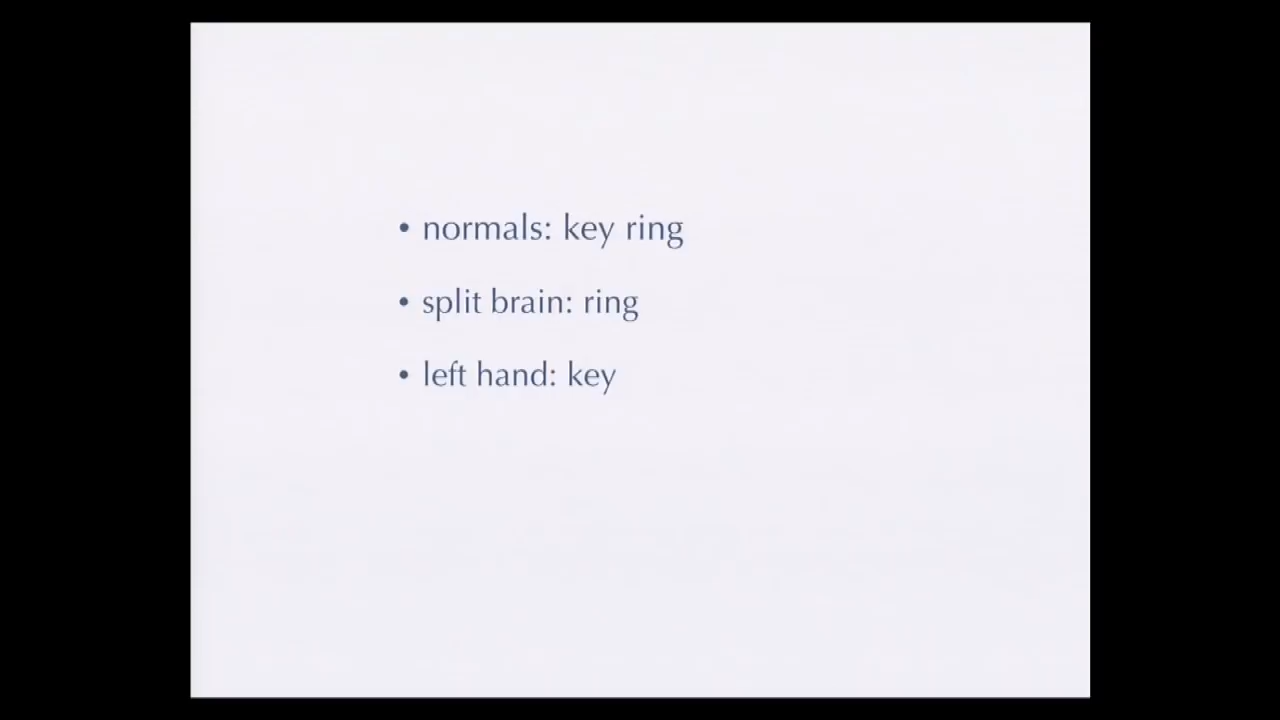 • normals: key ring
• split brain: ring
• left hand: key